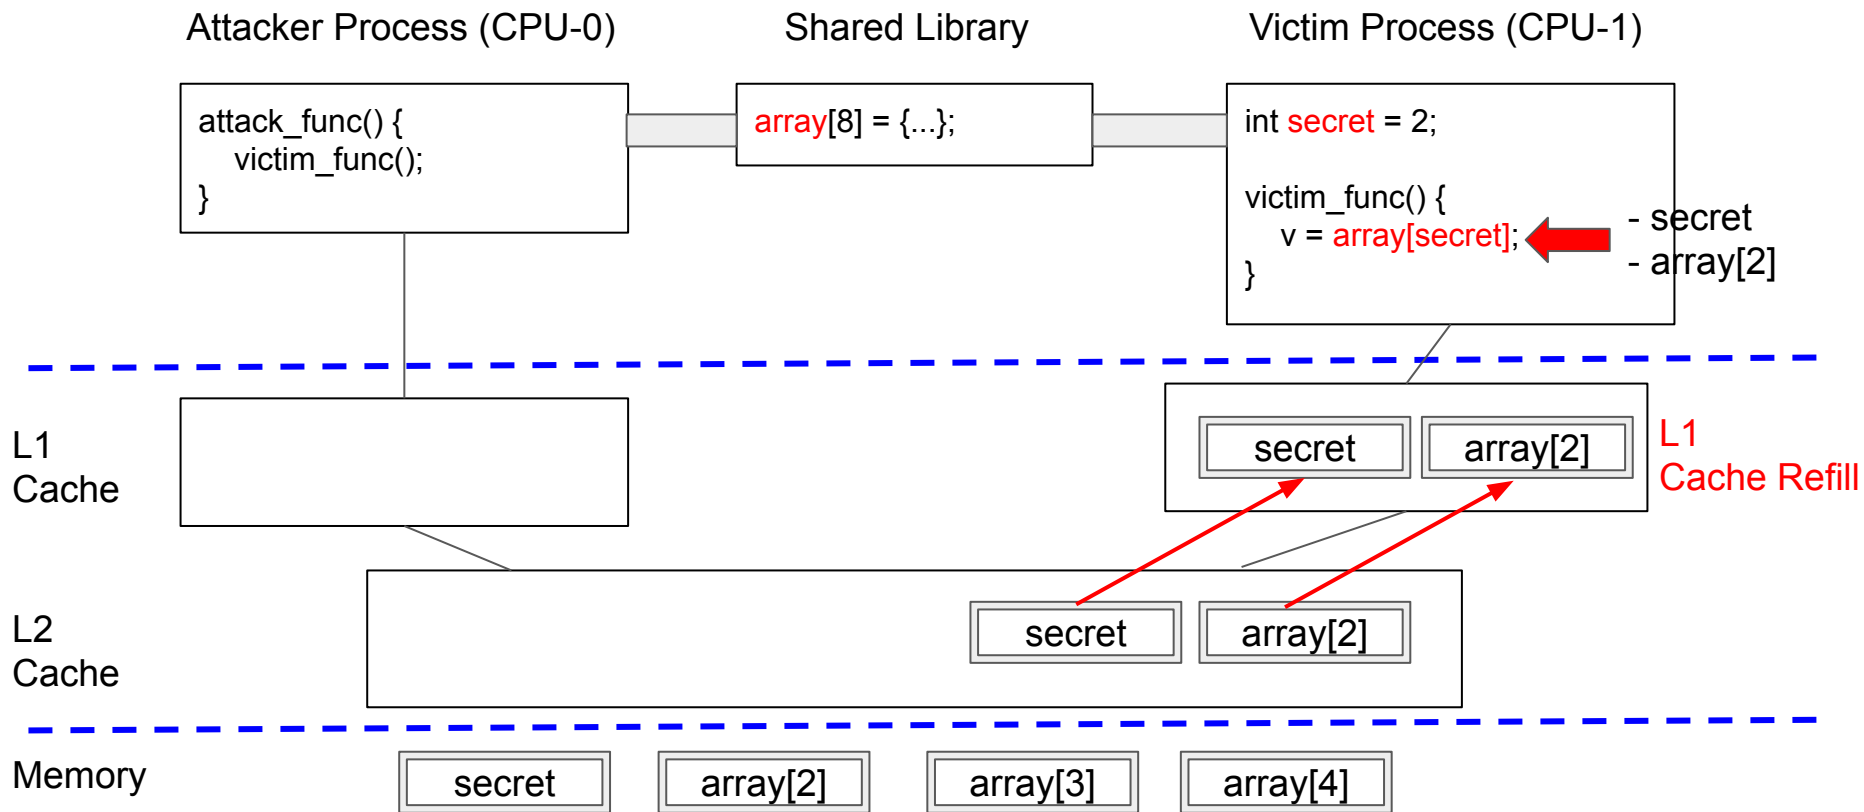 Attacker Process (CPU-0)
Shared Library
Victim Process (CPU-1)
attack_func() {
victim_func();
}
array[8] = {...};
int secret = 2;
victim_func() {
v = array[secret];
}
- secret
- array[2]
L1
Cache
secret
array[2]
L1
Cache Refill
L2
Cache
secret
array[2]
Memory
secret
array[2]
array[3]
array[4]